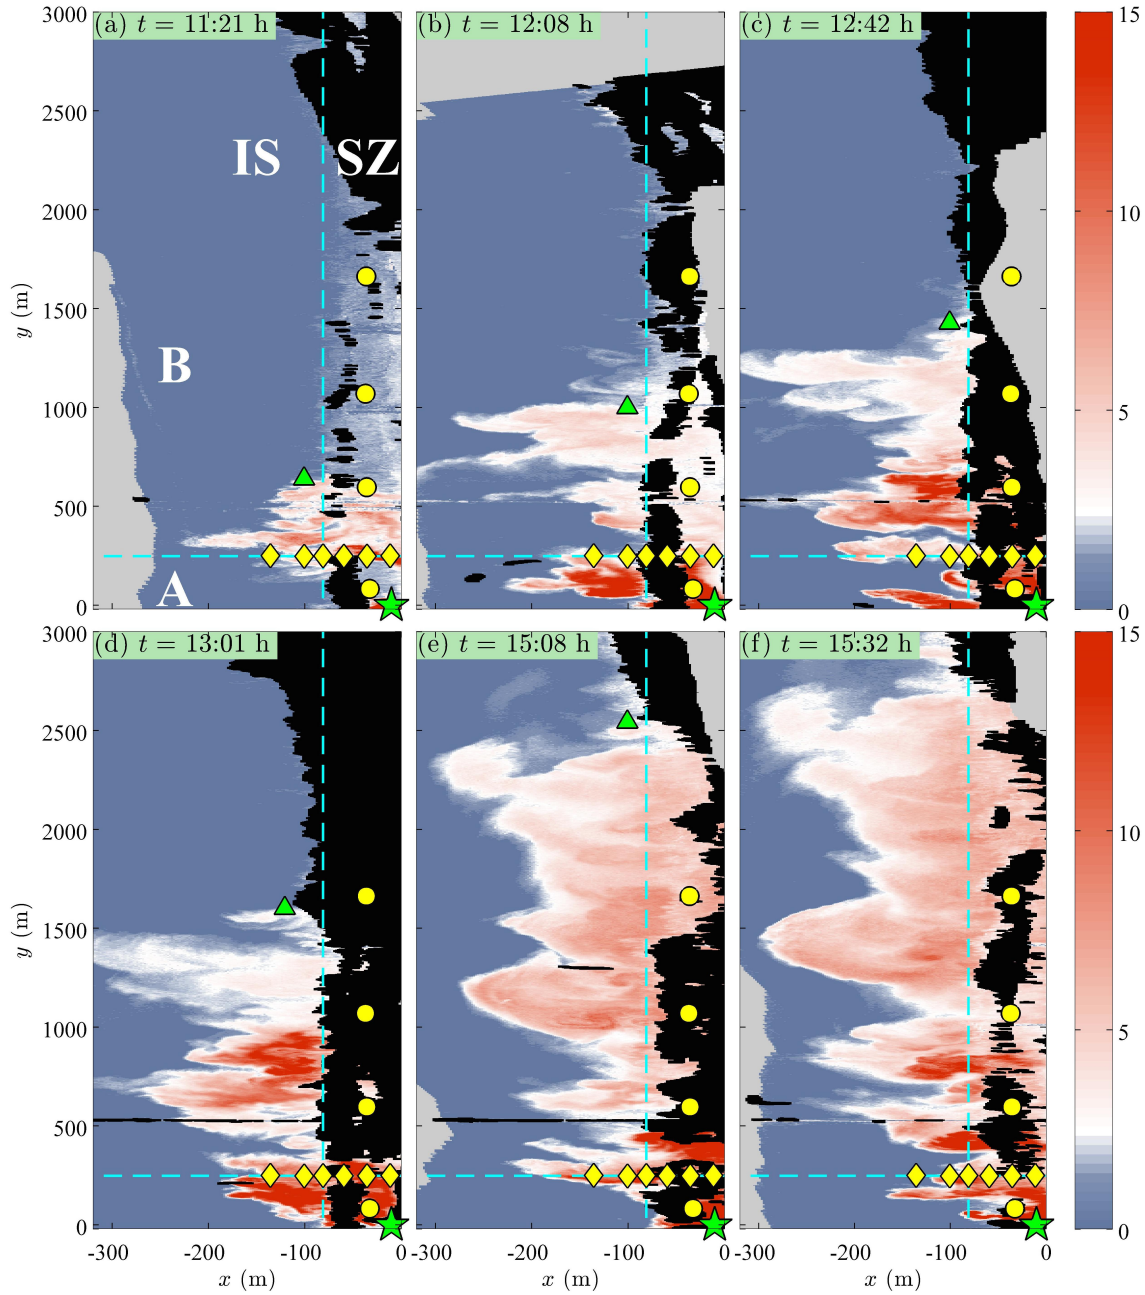 (a) t = 11:21 h
(b) t = 12:08 h
(c) t = 12:42 h
3000
2500
2000
1500
1000
500
0
y (m)
IS
SZ
B
A
15
10
5
0
(d) t = 13:01 h
(e) t = 15:08 h
(f) t = 15:32 h
3000
2500
2000
1500
1000
500
0
y (m)
15
10
5
0
-300 -200 -100 0
-300 -200 -100
-300 -200 -100 0
x (m)
x (m)
x (m)